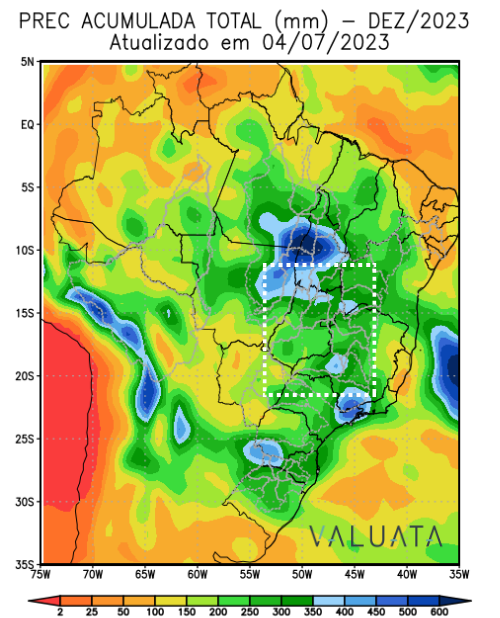 PREC ACUMULADA TOTAL (mm) – DEZ/2023
Atualizado em 04/07/2023
5N
EQ
5S
10S
15S
20S
25S
30S
35S
VALUATA
75W 70W 65W 60W 55W 50W 45W 40W 35W
2 25 50 100 150 200 250 300 350 400 450 500 600